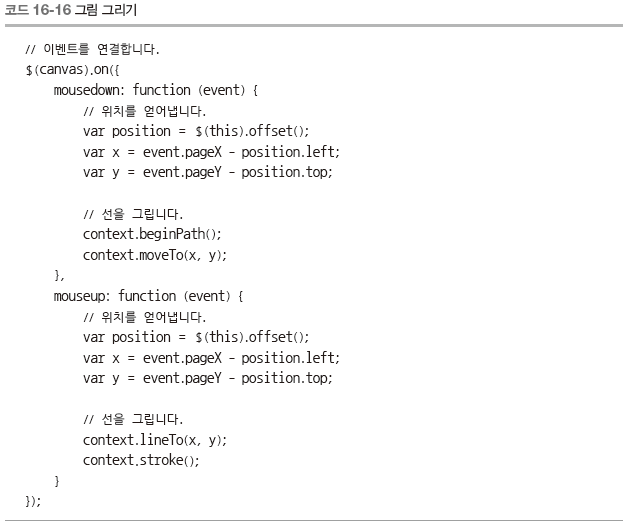 코드 16-16 그림 그리기
// 이벤트를 연결합니다.
$(canvas).on({
    mousedown: function (event) {
        // 위치를 얻어냅니다.
        var position = $(this).offset();
        var x = event.pageX - position.left;
        var y = event.pageY - position.top;

        // 선을 그립니다.
        context.beginPath();
        context.moveTo(x, y);
    },
    mouseup: function (event) {
        // 위치를 얻어냅니다.
        var position = $(this).offset();
        var x = event.pageX - position.left;
        var y = event.pageY - position.top;

        // 선을 그립니다.
        context.lineTo(x, y);
        context.stroke();
    }
});